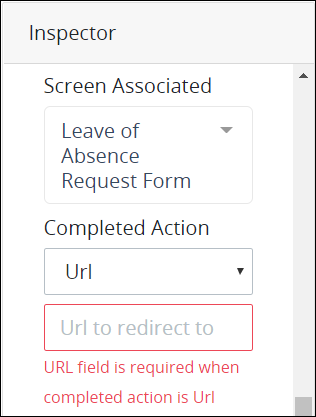 Inspector
Screen Associated
Leave of
Absence
Request Form
Completed Action
Url
Url to redirect to
URL field is required when
completed action is Url